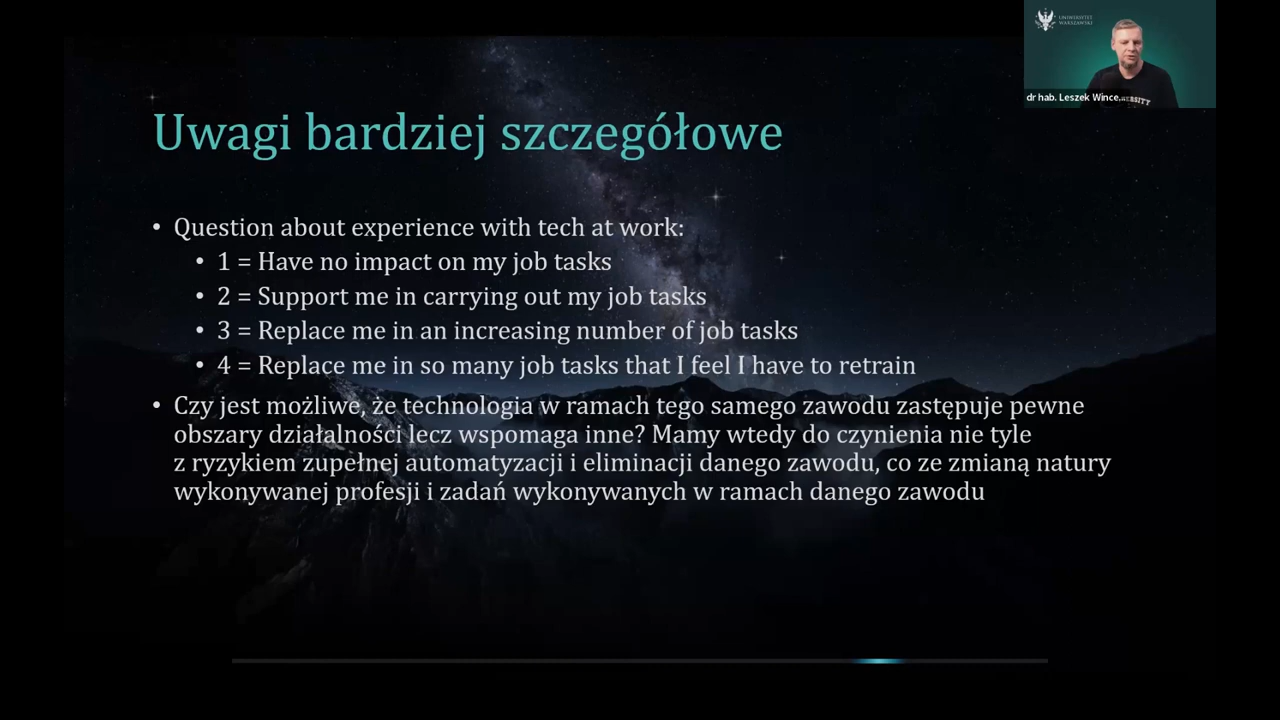 UNIWERSYTET
WARSZAWSKI
dr hab. Leszek Wince...
Uwagi bardziej szczegółowe
• Question about experience with tech at work:
• 1 = Have no impact on my job tasks
• 2 = Support me in carrying out my job tasks
• 3 = Replace me in an increasing number of job tasks
• 4 = Replace me in so many job tasks that I feel I have to retrain
• Czy jest możliwe, że technologia w ramach tego samego zawodu zastępuje pewne
obszary działalności lecz wspomaga inne? Mamy wtedy do czynienia nie tyle
z ryzykiem zupełnej automatyzacji i eliminacji danego zawodu, co ze zmianą natury
wykonywanej profesji i zadań wykonywanych w ramach danego zawodu